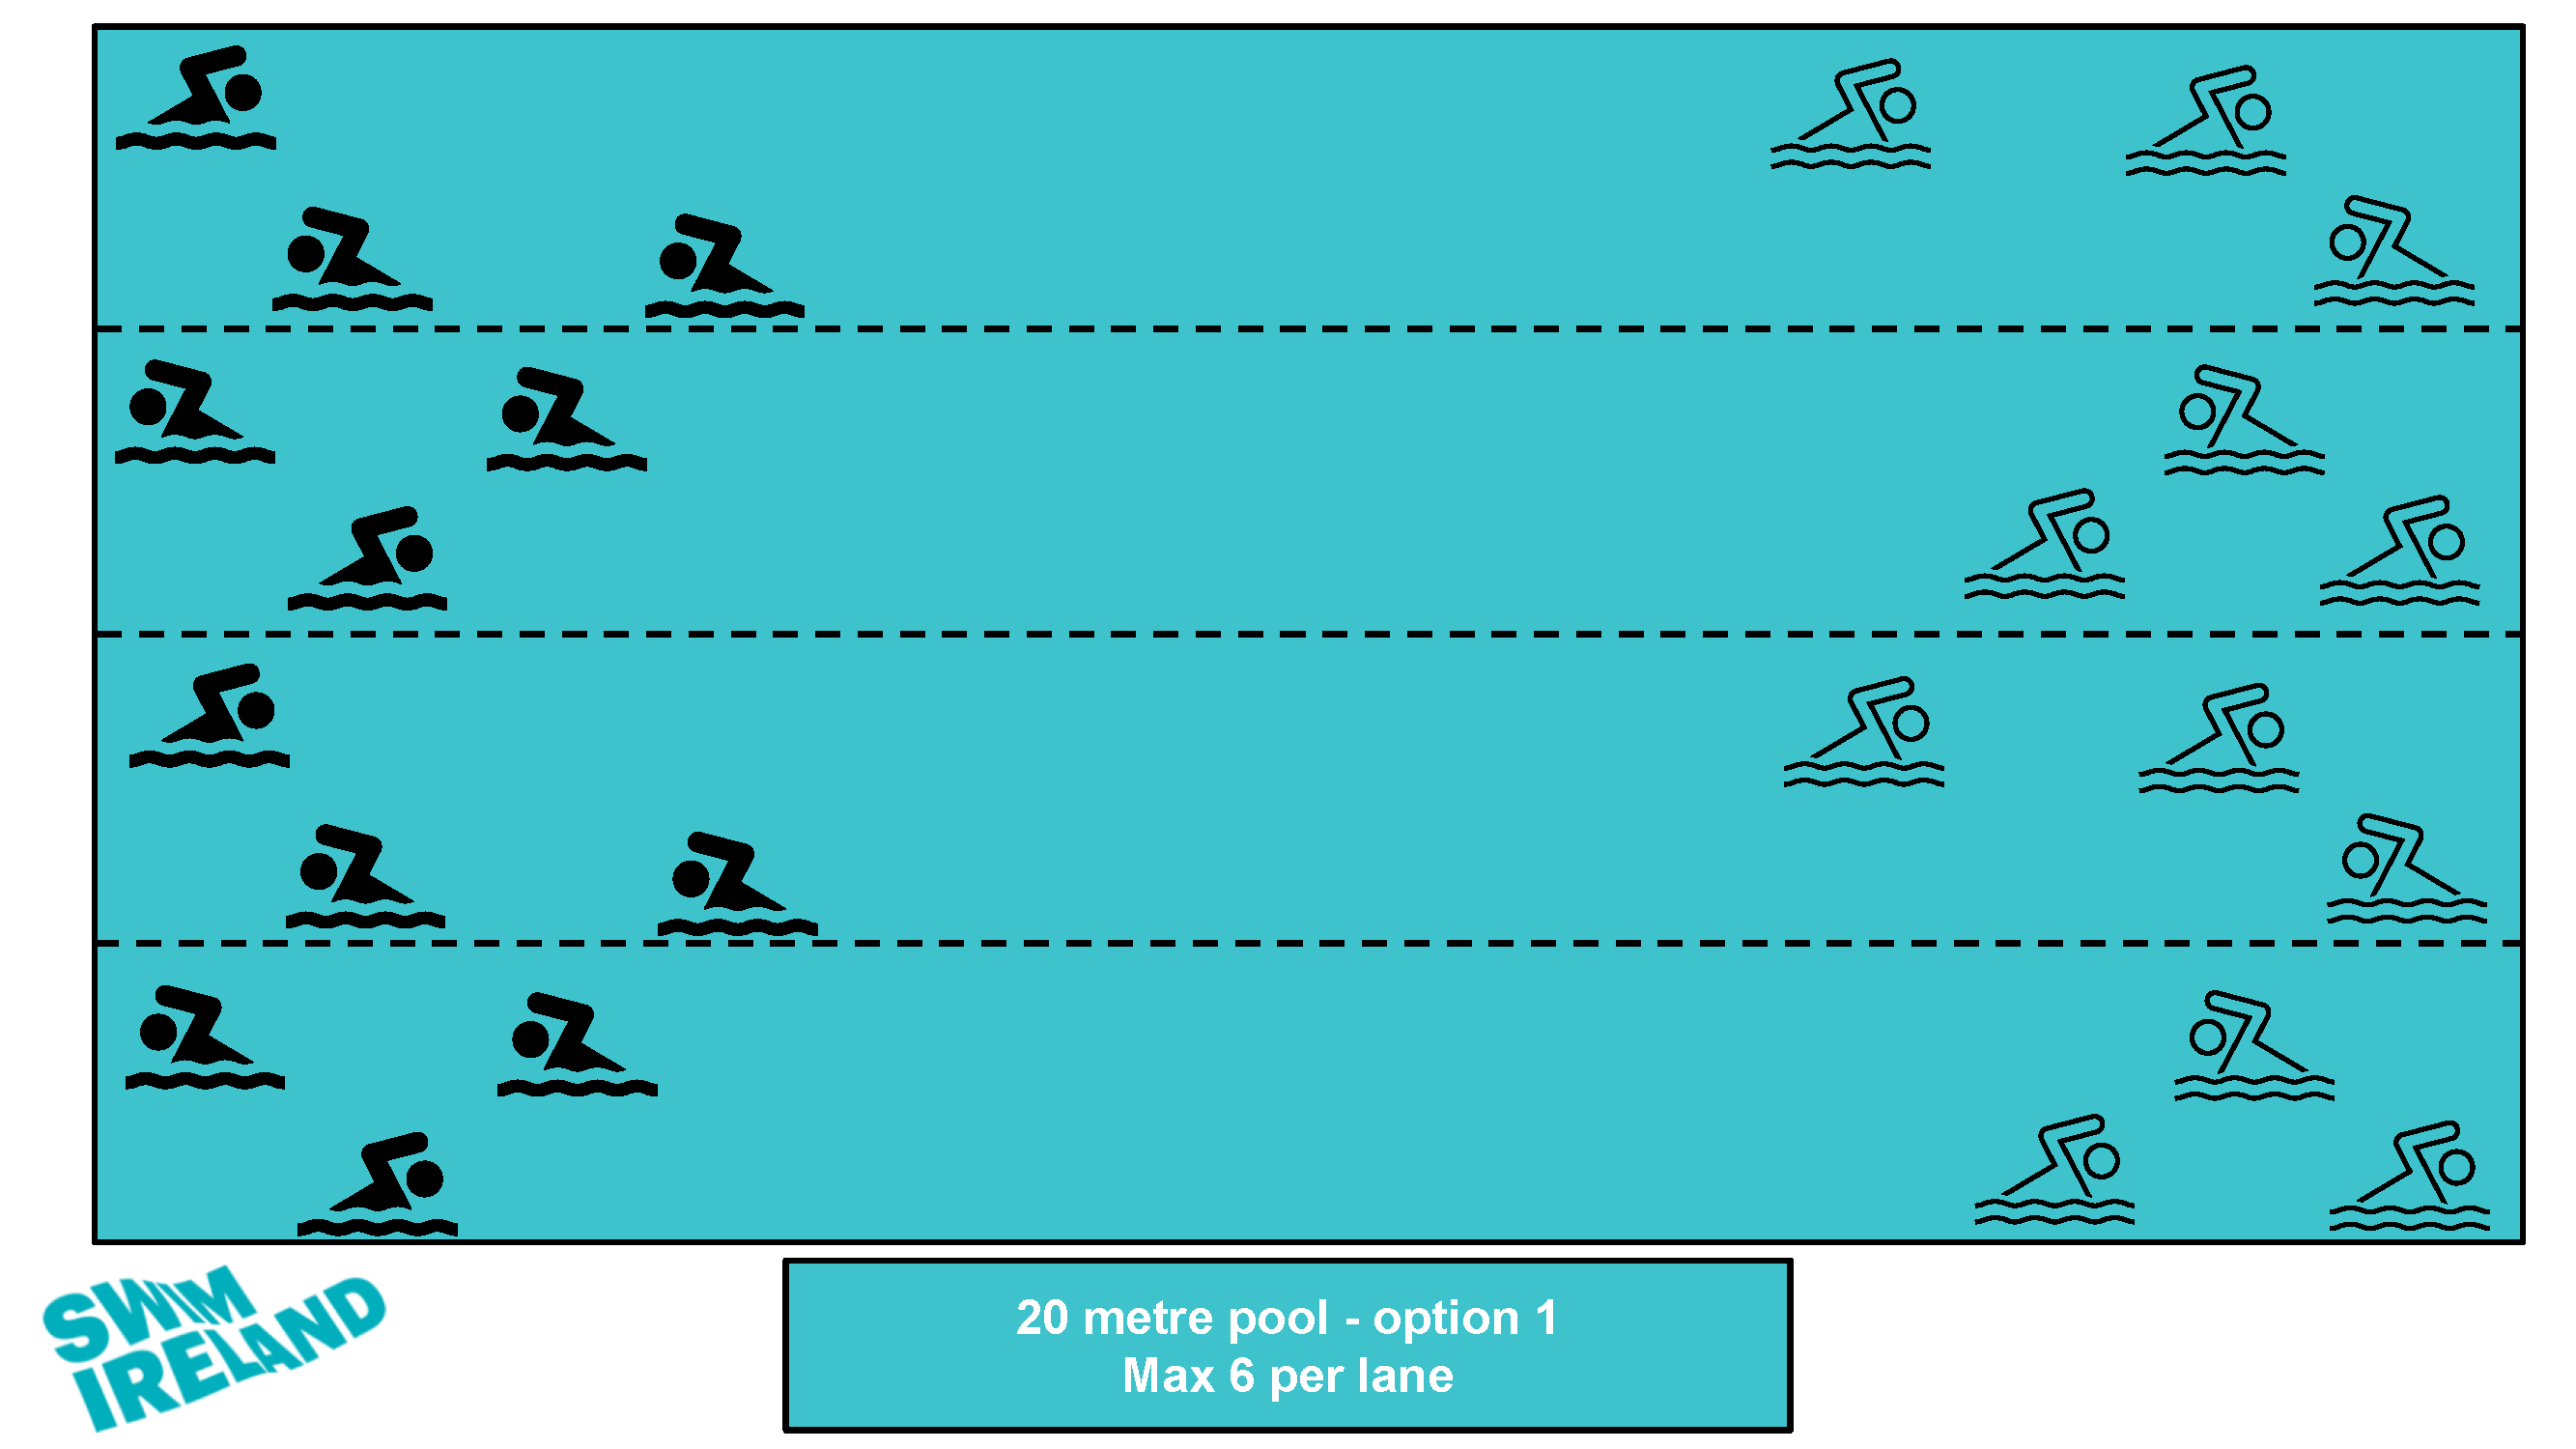 20 metre pool - option 1
Max 6 per lane
SWIM
IRELAND